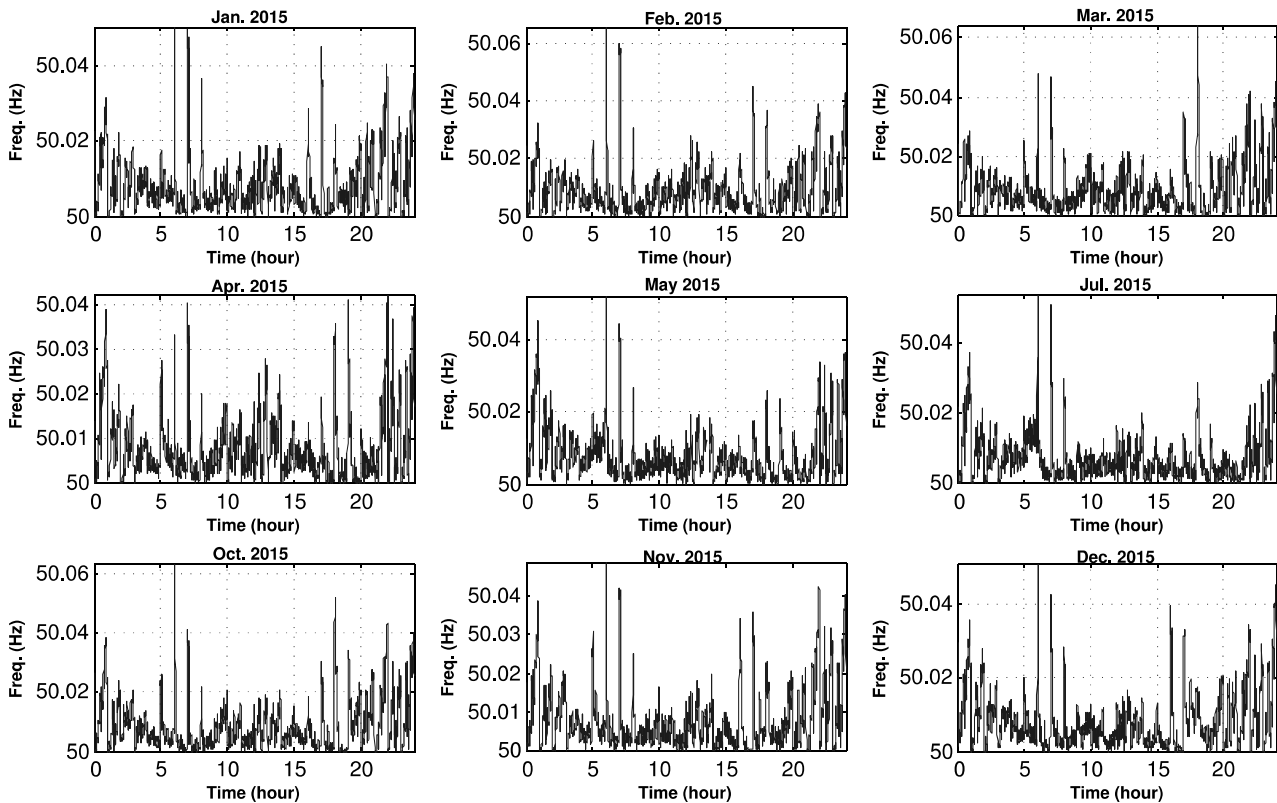 Jan. 2015
Freq. (Hz)
50.04
50.02
50
0 5 10 15 20
Time (hour)
Feb. 2015
Freq. (Hz)
50.06
50.04
50.02
50
0 5 10 15 20
Time (hour)
Mar. 2015
Freq. (Hz)
50.06
50.04
50.02
50
0 5 10 15 20
Time (hour)
Apr. 2015
Freq. (Hz)
50.04
50.03
50.02
50.01
50
0 5 10 15 20
Time (hour)
May 2015
Freq. (Hz)
50.04
50.02
50
0 5 10 15 20
Time (hour)
Jul. 2015
Freq. (Hz)
50.04
50.02
50
0 5 10 15 20
Time (hour)
Oct. 2015
Freq. (Hz)
50.06
50.04
50.02
50
0 5 10 15 20
Time (hour)
Nov. 2015
Freq. (Hz)
50.04
50.03
50.02
50.01
50
0 5 10 15 20
Time (hour)
Dec. 2015
Freq. (Hz)
50.04
50.02
50
0 5 10 15 20
Time (hour)